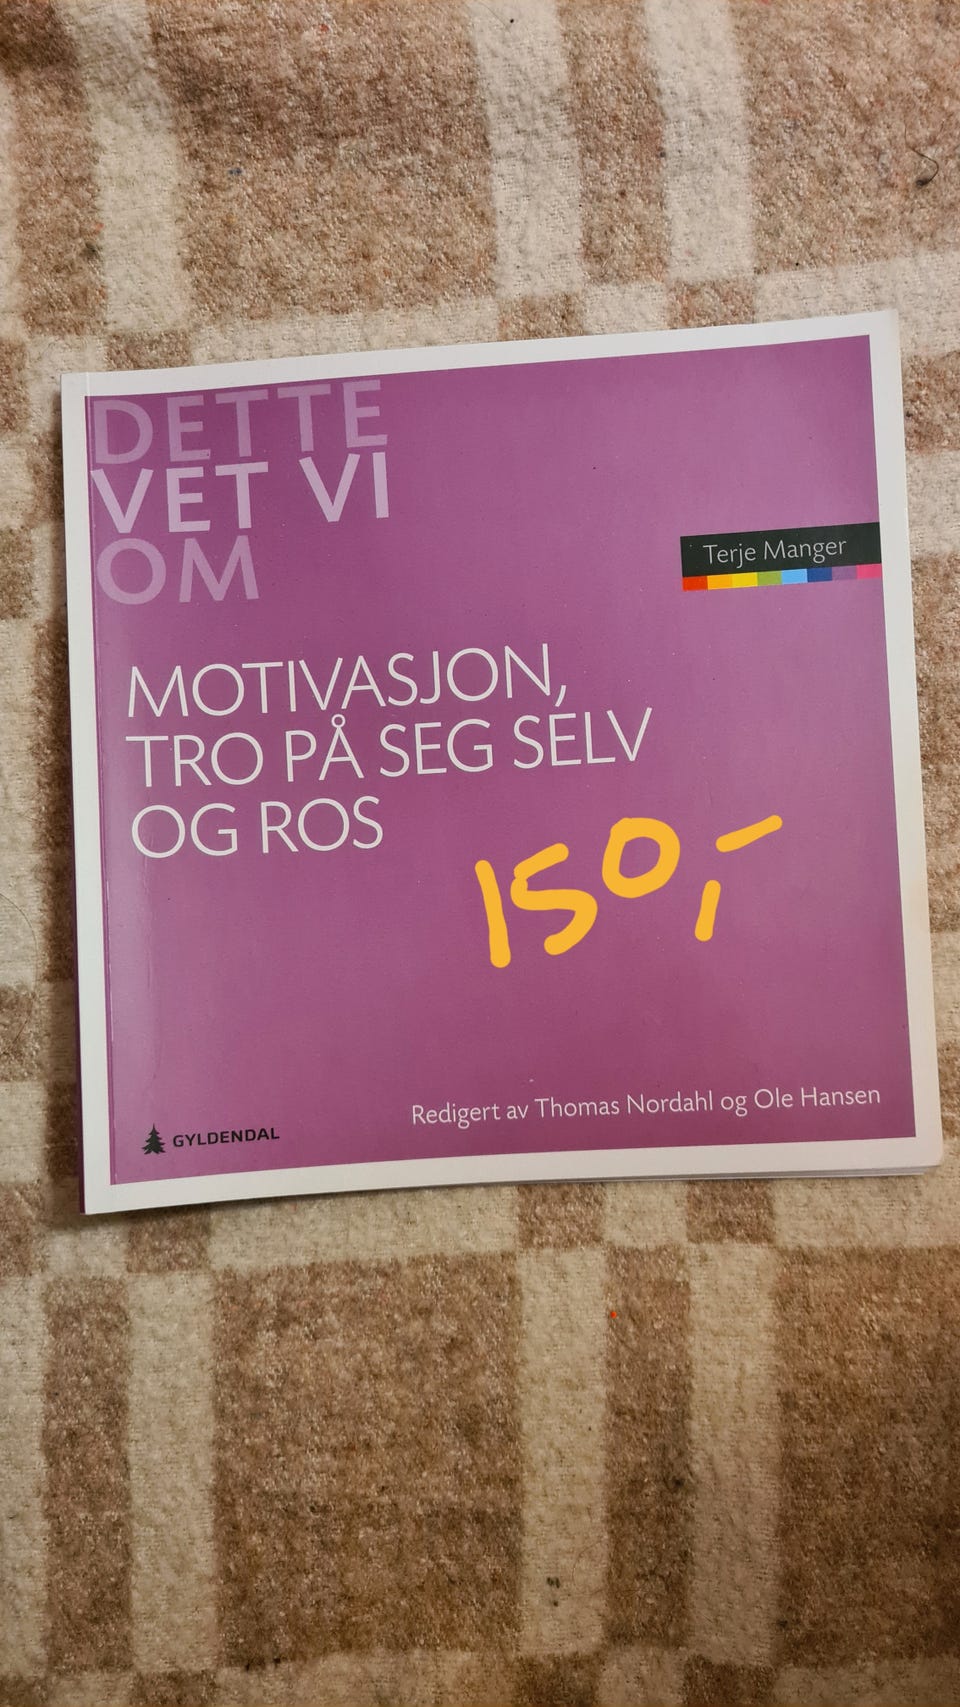 DETTE
VET VI
OM
Terje Manger
MOTIVASJON,
TRO PÅ SEG SELV
OG ROS
150,-
Redigert av Thomas Nordahl og Ole Hansen
GYLDENDAL